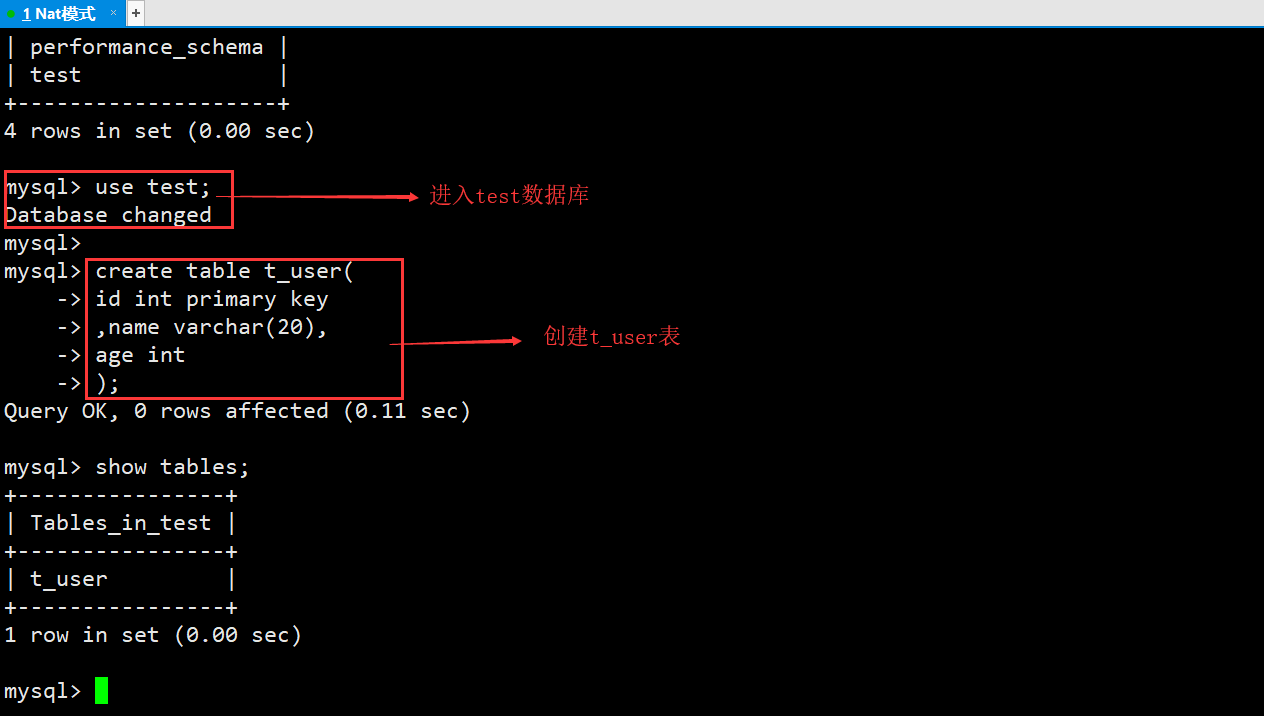 1 Nat模式 × +
| performance_schema |
| test               |
+--------------------+
4 rows in set (0.00 sec)
mysql> use test;
进入test数据库
Database changed
mysql>
mysql> create table t_user(
    -> id int primary key
    -> ,name varchar(20),
创建t_user表
    -> age int
    -> );
Query OK, 0 rows affected (0.11 sec)
mysql> show tables;
+----------------+
| Tables_in_test |
+----------------+
| t_user         |
+----------------+
1 row in set (0.00 sec)
mysql>